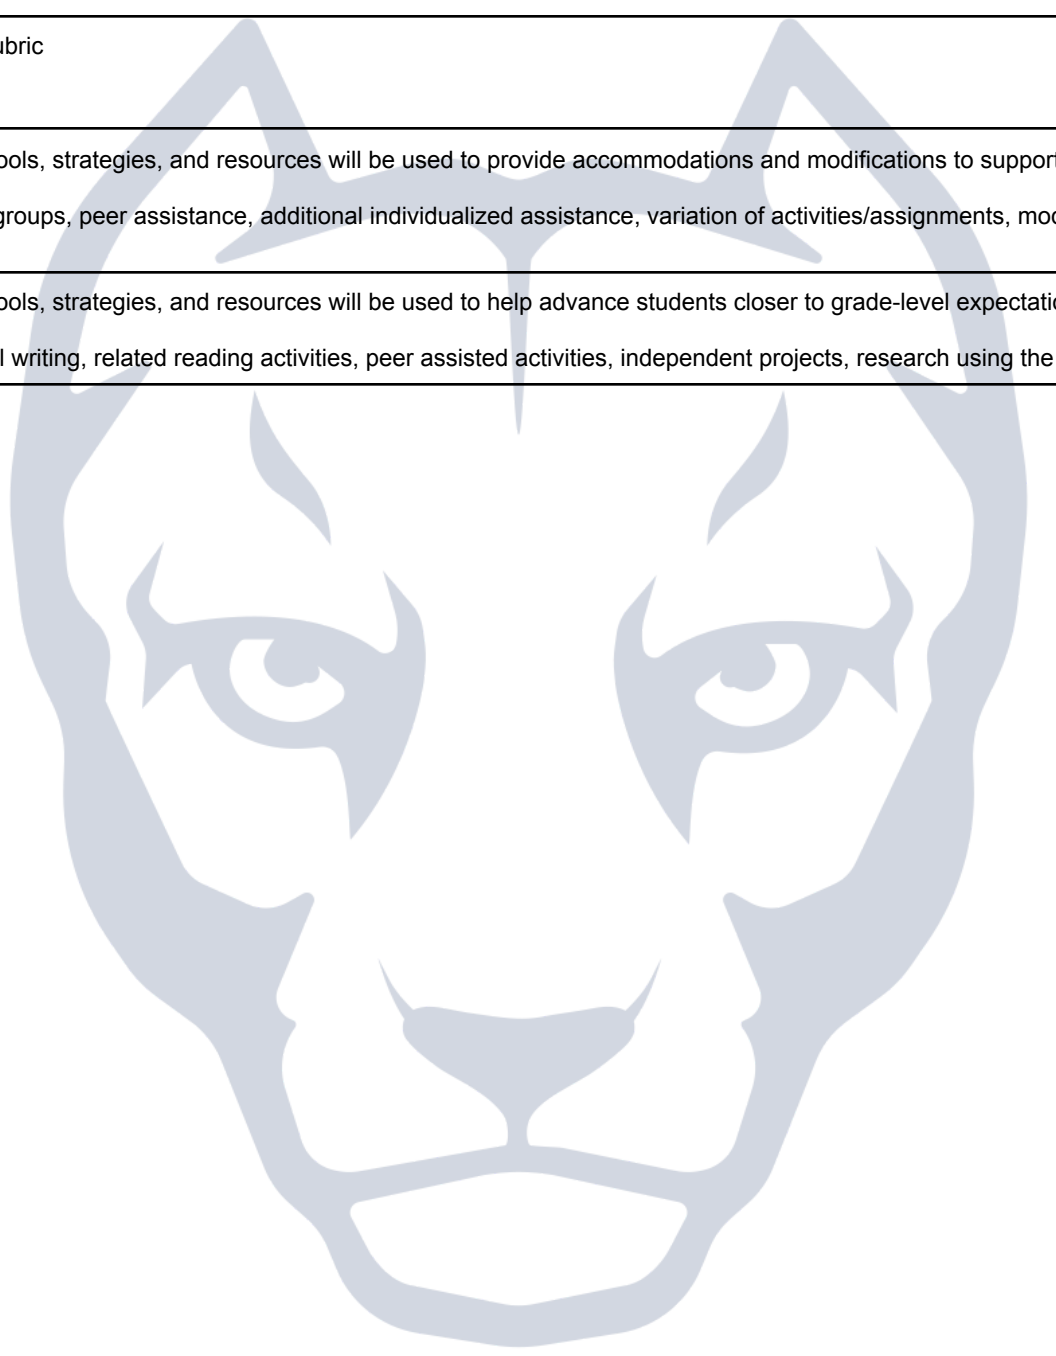 ubric
ools, strategies, and resources will be used to provide accommodations and modifications to support
groups, peer assistance, additional individualized assistance, variation of activities/assignments, mod
ools, strategies, and resources will be used to help advance students closer to grade-level expectatio
l writing, related reading activities, peer assisted activities, independent projects, research using the